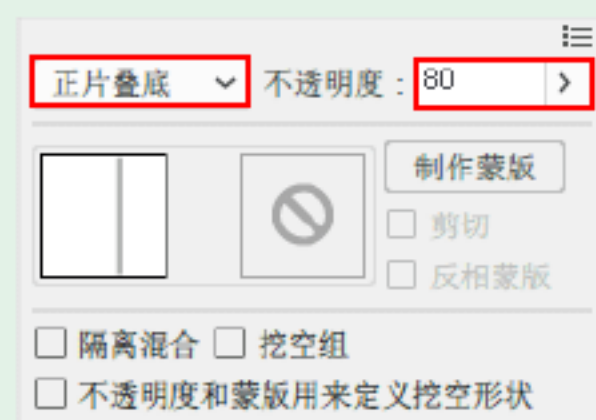 正片叠底 不透明度：80
制作蒙版
剪切
反相蒙版
隔离混合 挖空组
不透明度和蒙版用来定义挖空形状